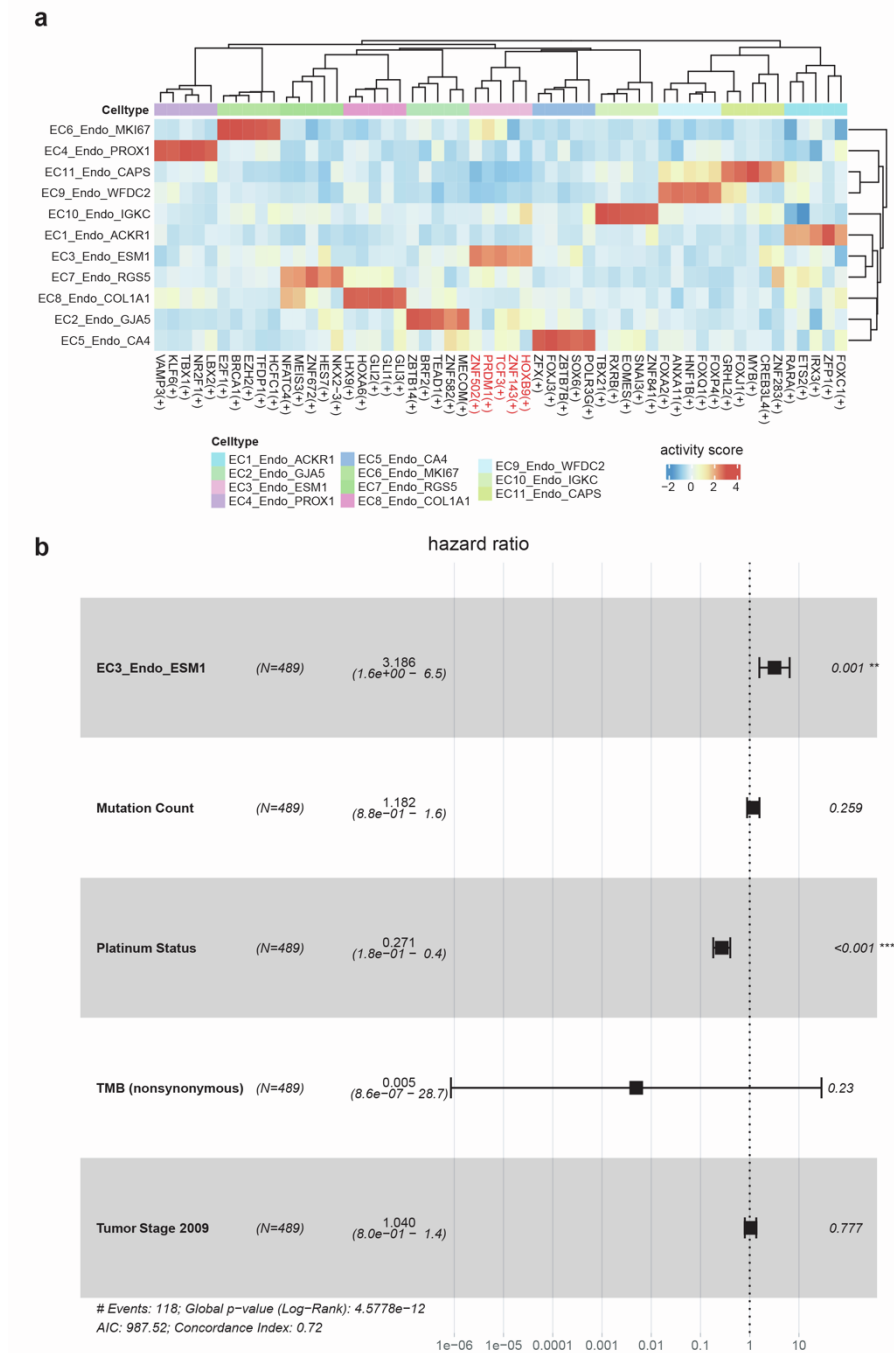 a
Celltype
EC6_Endo_MKI67
EC4_Endo_PROX1
EC11_Endo_CAPS
EC9_Endo_WFDC2
EC10_Endo_IGKC
EC1_Endo_ACKR1
EC3_Endo_ESM1
EC7_Endo_RGS5
EC8_Endo_COL1A1
EC2_Endo_GJA5
EC5_Endo_CA4
VAMP3(+)
KLF6(+)
TBX1(+)
NR2F1(+)
LBX2(+)
E2F1(+)
BRCA1(+)
EZH2(+)
TFDP1(+)
HCFC1(+)
NFATC4(+)
MEIS3(+)
ZNF672(+)
HES7(+)
NKX2−3(+)
LHX9(+)
HOXA6(+)
GLI2(+)
GLI1(+)
GLI3(+)
ZBTB14(+)
BRF2(+)
TEAD1(+)
ZNF582(+)
MECOM(+)
ZNF502(+)
PRDM1(+)
TCF3(+)
ZNF143(+)
HOXB9(+)
ZFX(+)
FOXJ3(+)
ZBTB7B(+)
SOX6(+)
POLR3G(+)
TBX21(+)
RXRB(+)
EOMES(+)
SNAI3(+)
ZNF841(+)
FOXA2(+)
ANXA11(+)
HNF1B(+)
FOXQ1(+)
FOXP4(+)
GRHL2(+)
FOXJ1(+)
MYB(+)
CREB3L4(+)
ZNF283(+)
RARA(+)
ETS2(+)
IRX3(+)
ZFP1(+)
FOXC1(+)
Celltype
EC1_Endo_ACKR1
EC2_Endo_GJA5
EC3_Endo_ESM1
EC4_Endo_PROX1
EC5_Endo_CA4
EC6_Endo_MKI67
EC7_Endo_RGS5
EC8_Endo_COL1A1
EC9_Endo_WFDC2
EC10_Endo_IGKC
EC11_Endo_CAPS
activity score
−2 0 2 4
b
hazard ratio
EC3_Endo_ESM1 (N=489) 3.186 0.001 **
(1.6e+00 − 6.5)
Mutation Count (N=489) 1.182 0.259
(8.8e−01 − 1.6)
Platinum Status (N=489) 0.271 <0.001 ***
(1.8e−01 − 0.4)
TMB (nonsynonymous) (N=489) 0.005 0.23
(8.6e−07 − 28.7)
Tumor Stage 2009 (N=489) 1.040 0.777
(8.0e−01 − 1.4)
# Events: 118; Global p−value (Log−Rank): 4.5778e−12
AIC: 987.52; Concordance Index: 0.72
1e−06 1e−05 0.0001 0.001 0.01 0.1 1 10